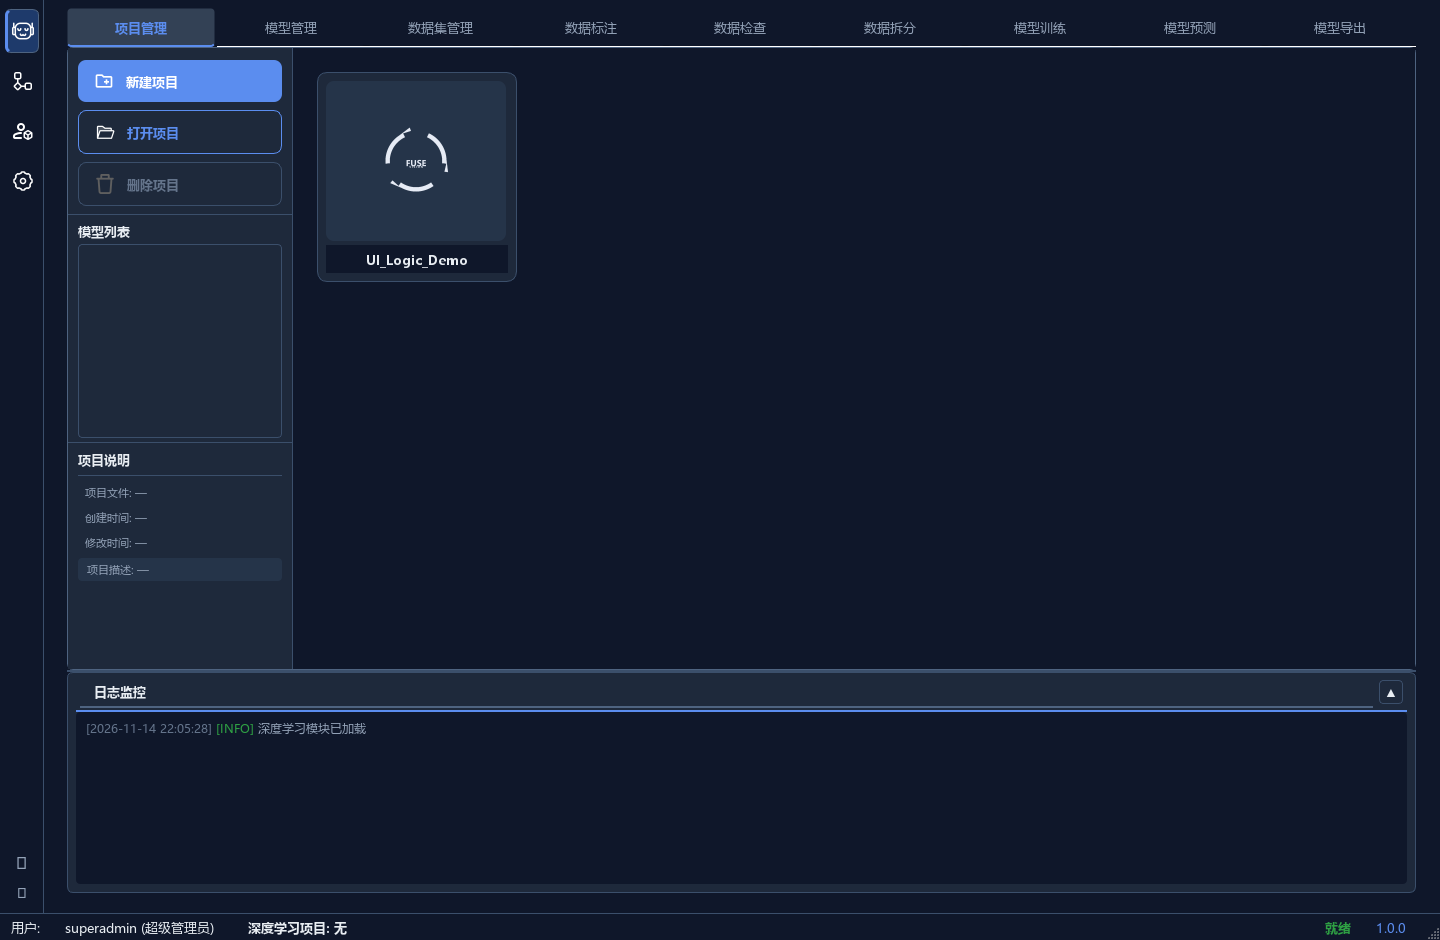 项目管理
模型管理
数据集管理
数据标注
数据检查
数据拆分
模型训练
模型预测
模型导出
新建项目
打开项目
删除项目
模型列表
项目说明
项目文件: —
创建时间: —
修改时间: —
项目描述: —
FUSE
UI_Logic_Demo
日志监控
▲
[2026-11-14 22:05:28] [INFO] 深度学习模块已加载
用户: superadmin (超级管理员) 深度学习项目: 无 就绪 1.0.0